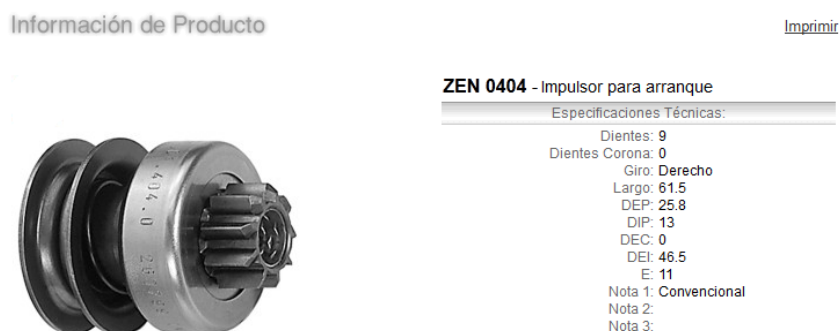 Información de Producto
Imprimir
ZEN 0404 - Impulsor para arranque
Especificaciones Técnicas:
Dientes: 9
Dientes Corona: 0
Giro: Derecho
Largo: 61.5
DEP: 25.8
DIP: 13
DEC: 0
DEI: 46.5
E: 11
Nota 1: Convencional
Nota 2:
Nota 3: